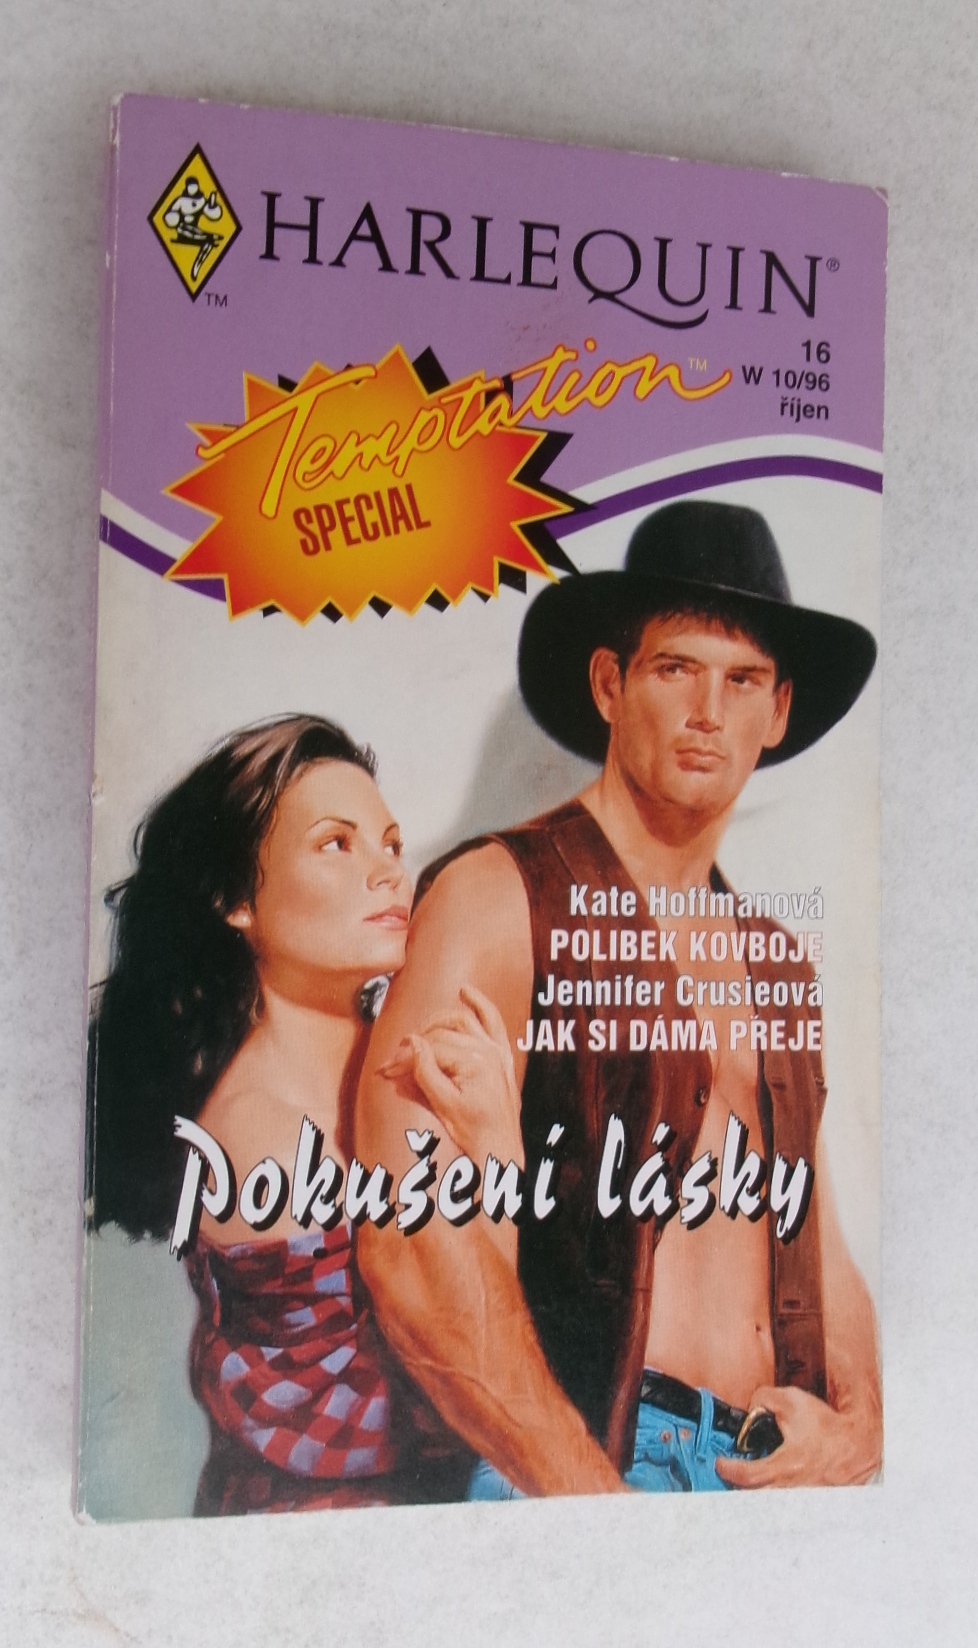 HARLEQUIN®
TM
16
W 10/96
říjen
Temptation™
SPECIAL
Kate Hoffmanová
POLIBEK KOVBOJE
Jennifer Crusieová
JAK SI DÁMA PŘEJE
Pokušení lásky